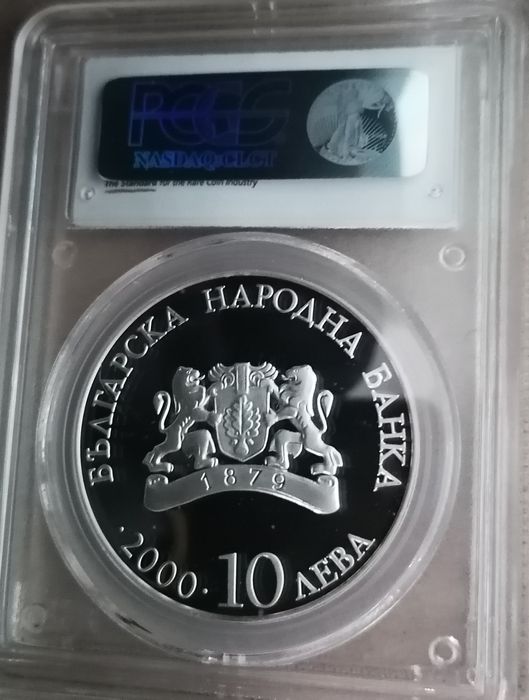 PCGS
NASDAQ:CLCT
The Standard for the Rare Coin Industry
БЪЛГАРСКА НАРОДНА БАНКА
1879
·2000· 10 ЛЕВА